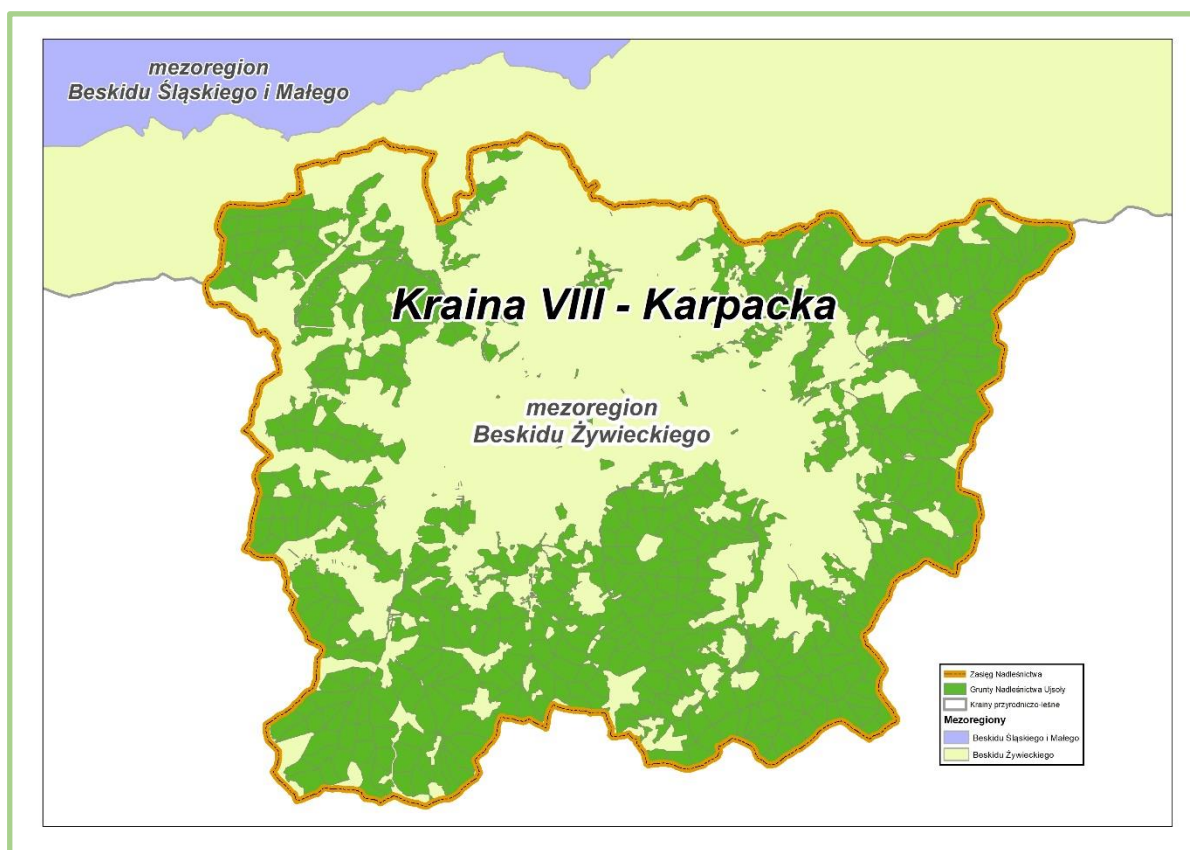 mezoregion
Beskidu Śląskiego i Małego
Kraina VIII - Karpacka
mezoregion
Beskidu Żywieckiego
Zasięg Nadleśnictwa
Grunty Nadleśnictwa Ujsoły
Krainy przyrodniczo-leśne
Mezoregiony
Beskidu Śląskiego i Małego
Beskidu Żywieckiego